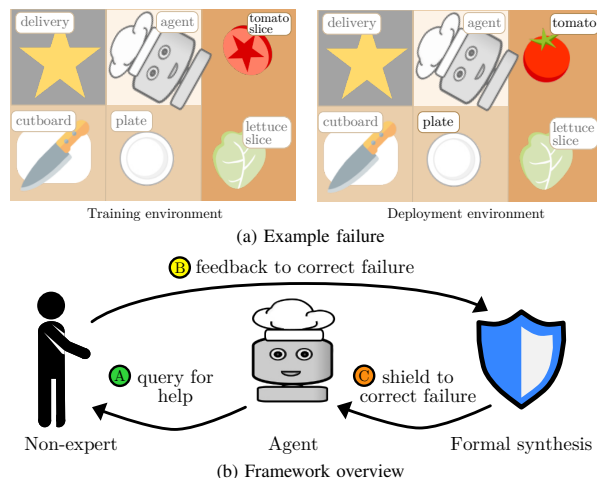 delivery
agent
tomato
slice
cutboard
plate
lettuce
slice
Training environment
delivery
agent
tomato
cutboard
plate
lettuce
slice
Deployment environment
(a) Example failure
B feedback to correct failure
A query for
help
C shield to
correct failure
Non-expert
Agent
Formal synthesis
(b) Framework overview